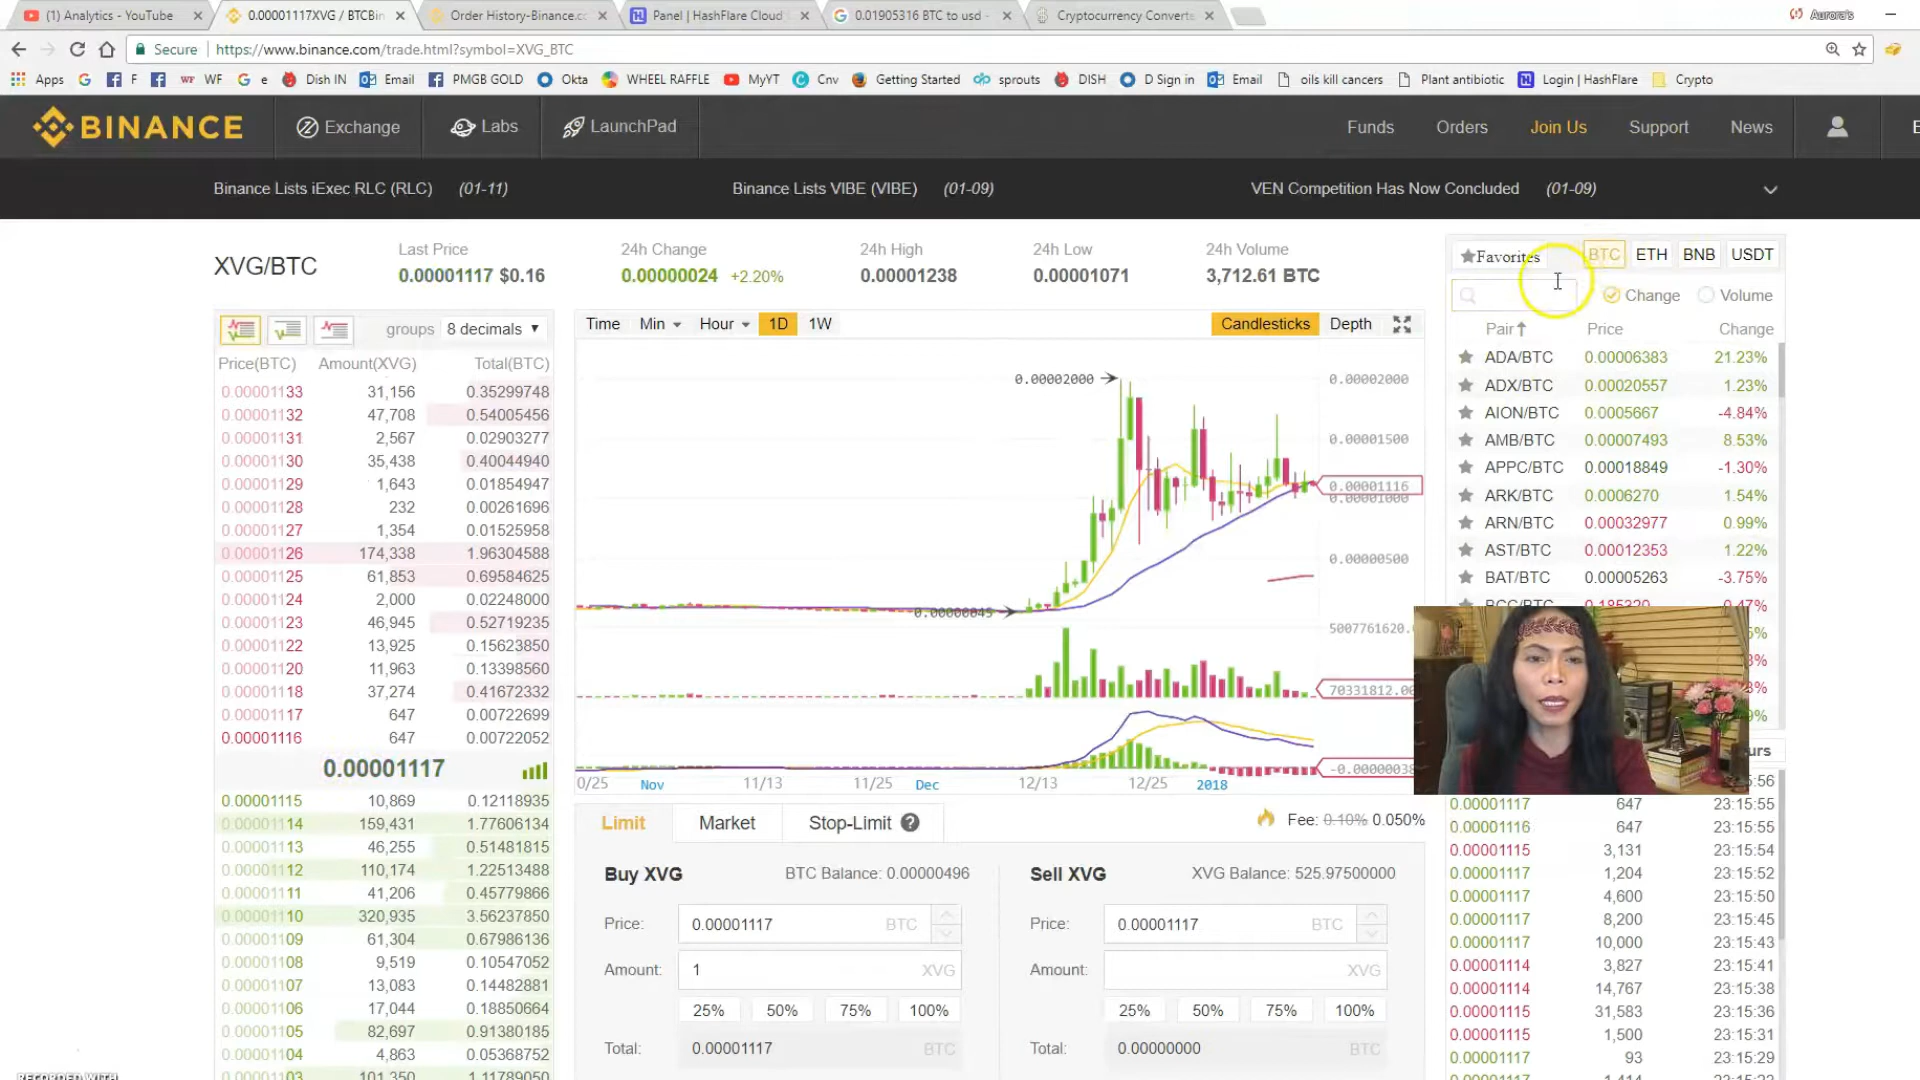 (1) Analytics - YouTube
0.00001117XVG / BTCBin
Order History-Binance.co
Panel | HashFlare Cloud
0.01905316 BTC to usd -
Cryptocurrency Converte
Aurora's
Secure https://www.binance.com/trade.html?symbol=XVG_BTC
Apps F WF WF e Dish IN Email PMGB GOLD Okta WHEEL RAFFLE MyYT Cnv Getting Started sprouts DISH D Sign in Email oils kill cancers Plant antibiotic Login | HashFlare Crypto
BINANCE Exchange Labs LaunchPad Funds Orders Join Us Support News E
Binance Lists iExec RLC (RLC) (01-11) Binance Lists VIBE (VIBE) (01-09) VEN Competition Has Now Concluded (01-09)
XVG/BTC
Last Price
0.00001117 $0.16
24h Change
0.00000024 +2.20%
24h High
0.00001238
24h Low
0.00001071
24h Volume
3,712.61 BTC
groups 8 decimals
Price(BTC) Amount(XVG) Total(BTC)
0.00001133 31,156 0.35299748
0.00001132 47,708 0.54005456
0.00001131 2,567 0.02903277
0.00001130 35,438 0.40044940
0.00001129 1,643 0.01854947
0.00001128 232 0.00261696
0.00001127 1,354 0.01525958
0.00001126 174,338 1.96304588
0.00001125 61,853 0.69584625
0.00001124 2,000 0.02248000
0.00001123 46,945 0.52719235
0.00001122 13,925 0.15623850
0.00001120 11,963 0.13398560
0.00001118 37,274 0.41672332
0.00001117 647 0.00722699
0.00001116 647 0.00722052
0.00001117
0.00001115 10,869 0.12118935
0.00001114 159,431 1.77606134
0.00001113 46,255 0.51481815
0.00001112 110,174 1.22513488
0.00001111 41,206 0.45779866
0.00001110 320,935 3.56237850
0.00001109 61,304 0.67986136
0.00001108 9,519 0.10547052
0.00001107 13,083 0.14482881
0.00001106 17,044 0.18850664
0.00001105 82,697 0.91380185
0.00001104 4,863 0.05368752
0.00001103 101,350 1.11789050
RECORDED WITH
Time Min Hour 1D 1W Candlesticks Depth
0.00002000
0.00002000
0.00001500
0.00001116
0.00001000
0.00000500
0.00000045
5007761620.
70331812.00
-0.00000038
0/25 Nov 11/13 11/25 Dec 12/13 12/25 2018
Limit Market Stop-Limit ? Fee: 0.10% 0.050%
Buy XVG BTC Balance: 0.00000496
Price: 0.00001117 BTC
Amount: 1 XVG
25% 50% 75% 100%
Total: 0.00001117 BTC
Sell XVG XVG Balance: 525.97500000
Price: 0.00001117 BTC
Amount: XVG
25% 50% 75% 100%
Total: 0.00000000 BTC
Favorites BTC ETH BNB USDT
Change Volume
Pair Price Change
ADA/BTC 0.00006383 21.23%
ADX/BTC 0.00020557 1.23%
AION/BTC 0.0005667 -4.84%
AMB/BTC 0.00007493 8.53%
APPC/BTC 0.00018849 -1.30%
ARK/BTC 0.0006270 1.54%
ARN/BTC 0.00032977 0.99%
AST/BTC 0.00012353 1.22%
BAT/BTC 0.00005263 -3.75%
BCC/BTC 0.185320 0.47%
0.00001117 647 23:15:55
0.00001116 647 23:15:55
0.00001115 3,131 23:15:54
0.00001117 1,204 23:15:52
0.00001117 4,600 23:15:50
0.00001117 8,200 23:15:45
0.00001117 10,000 23:15:43
0.00001114 3,827 23:15:41
0.00001114 14,767 23:15:38
0.00001115 31,583 23:15:36
0.00001115 1,500 23:15:31
0.00001117 93 23:15:29